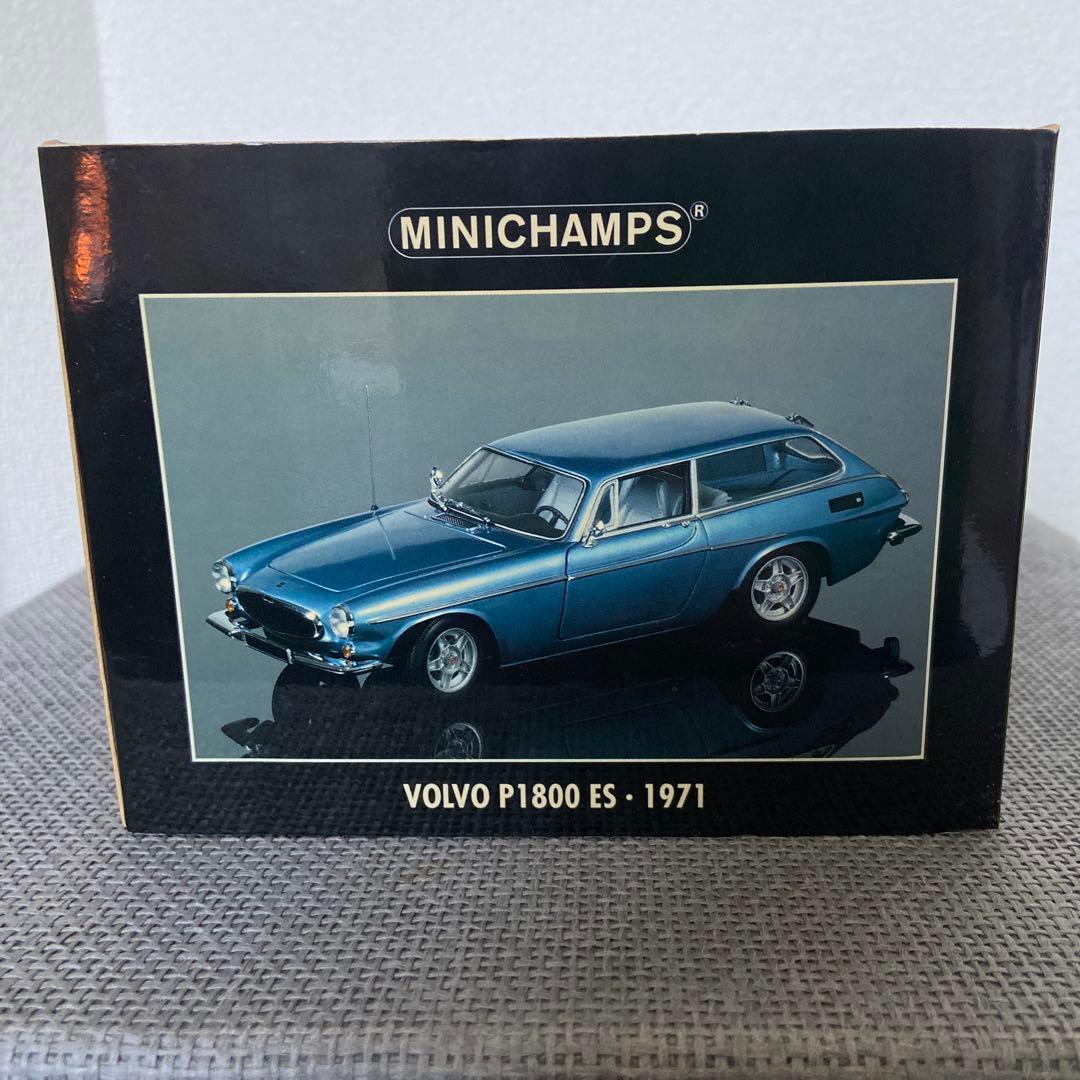 MINICHAMPS®
VOLVO P1800 ES · 1971